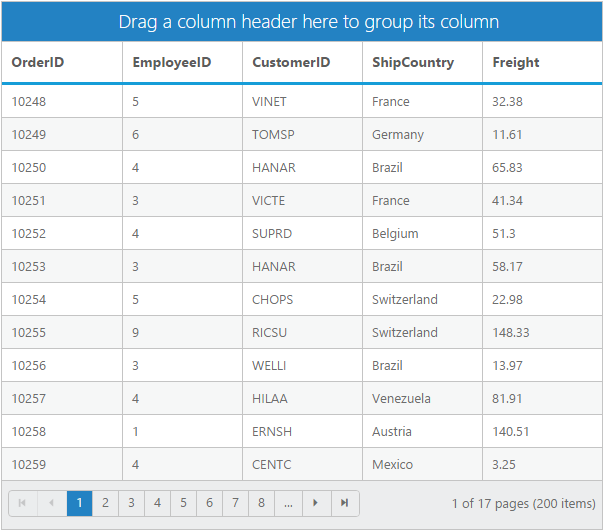 Drag a column header here to group its column
OrderID EmployeeID CustomerID ShipCountry Freight
10248 5 VINET France 32.38
10249 6 TOMSP Germany 11.61
10250 4 HANAR Brazil 65.83
10251 3 VICTE France 41.34
10252 4 SUPRD Belgium 51.3
10253 3 HANAR Brazil 58.17
10254 5 CHOPS Switzerland 22.98
10255 9 RICSU Switzerland 148.33
10256 3 WELLI Brazil 13.97
10257 4 HILAA Venezuela 81.91
10258 1 ERNSH Austria 140.51
10259 4 CENTC Mexico 3.25
1 2 3 4 5 6 7 8 ... 1 of 17 pages (200 items)